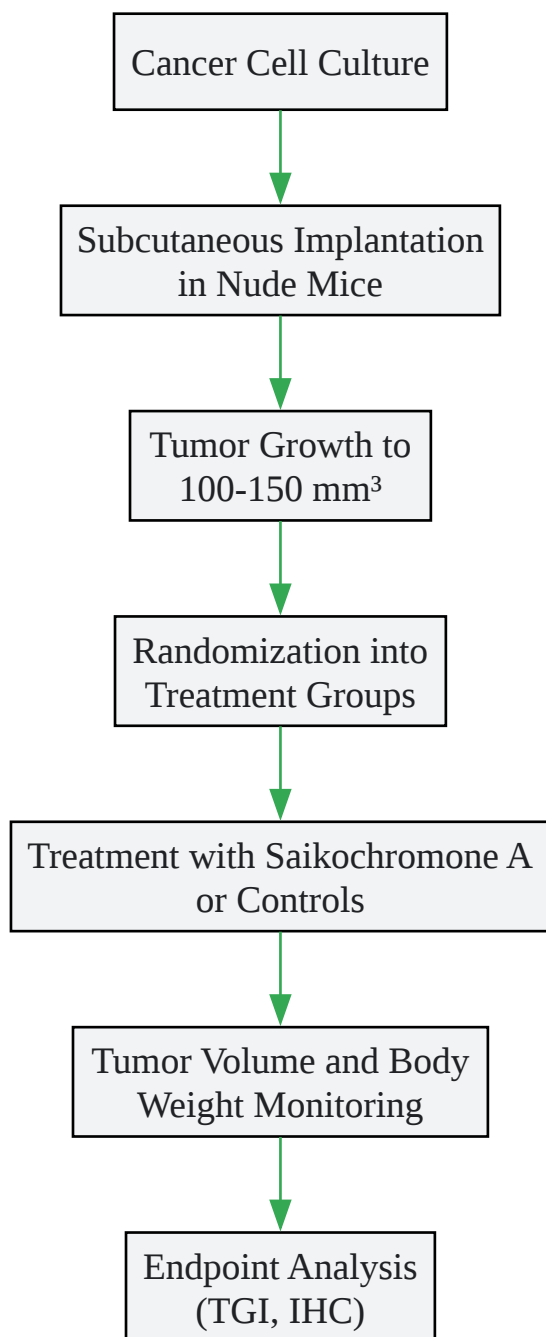 Cancer Cell Culture
Subcutaneous Implantation
in Nude Mice
Tumor Growth to
100-150 mm³
Randomization into
Treatment Groups
Treatment with Saikochromone A
or Controls
Tumor Volume and Body
Weight Monitoring
Endpoint Analysis
(TGI, IHC)